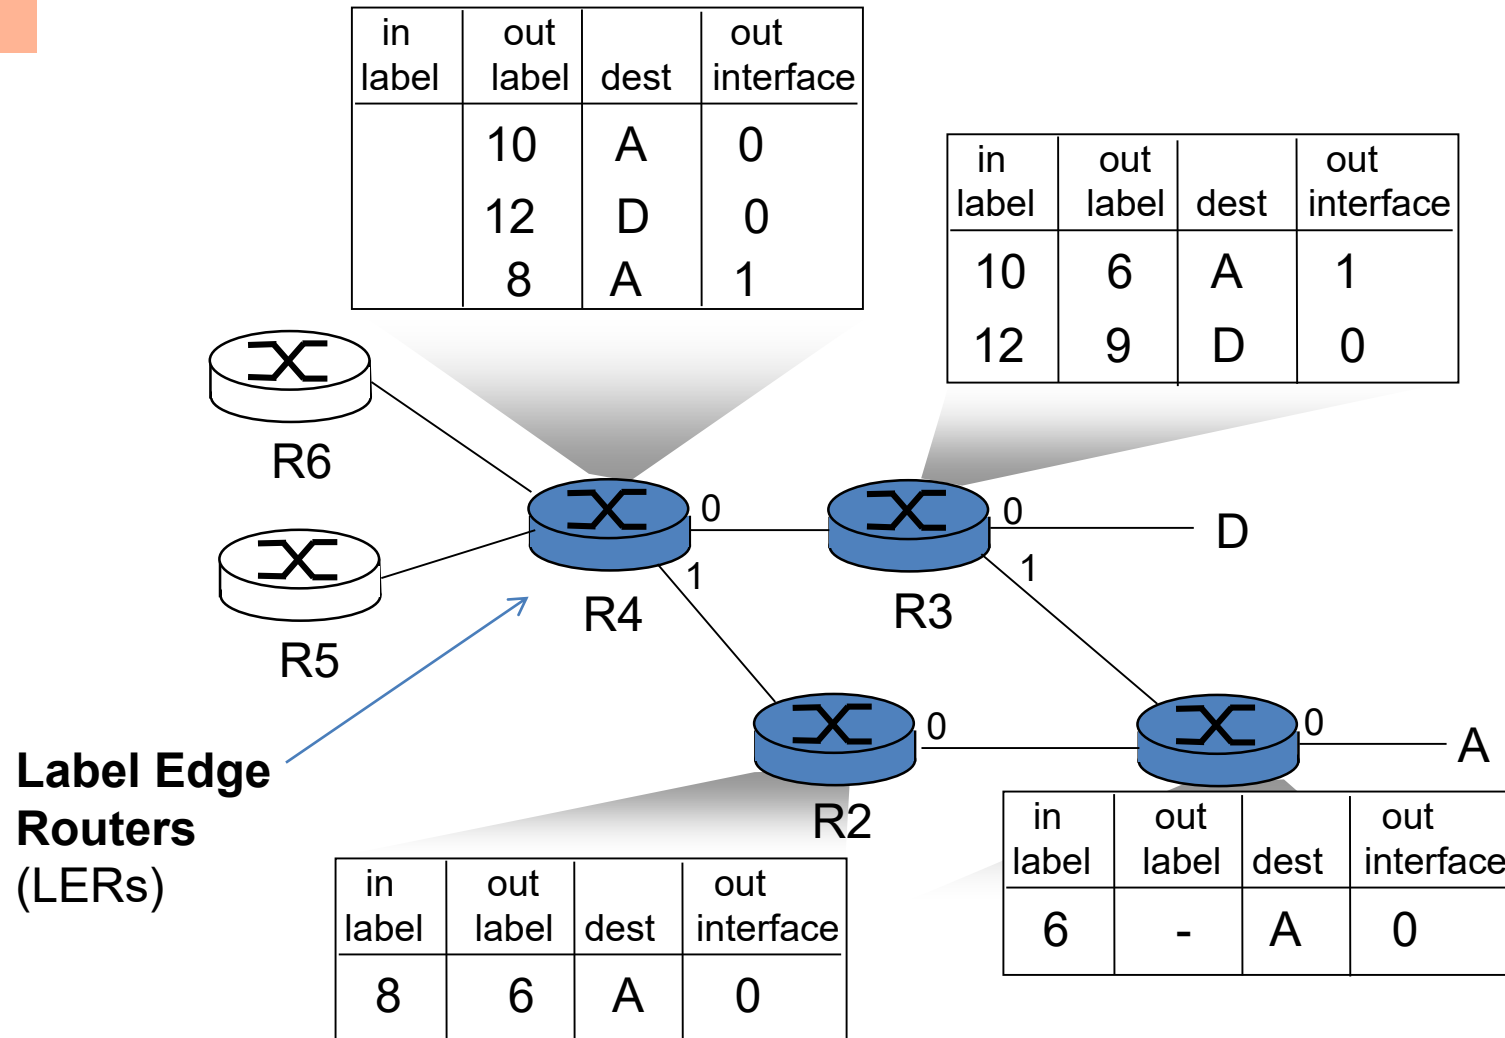 in out out
label label dest interface
10 A 0
12 D 0
8 A 1
in out out
label label dest interface
10 6 A 1
12 9 D 0
R6
R5
0
1
R4
0
1
R3
D
0
R2
0
A
Label Edge
Routers
(LERs)
in out out
label label dest interface
8 6 A 0
in out out
label label dest interface
6 - A 0